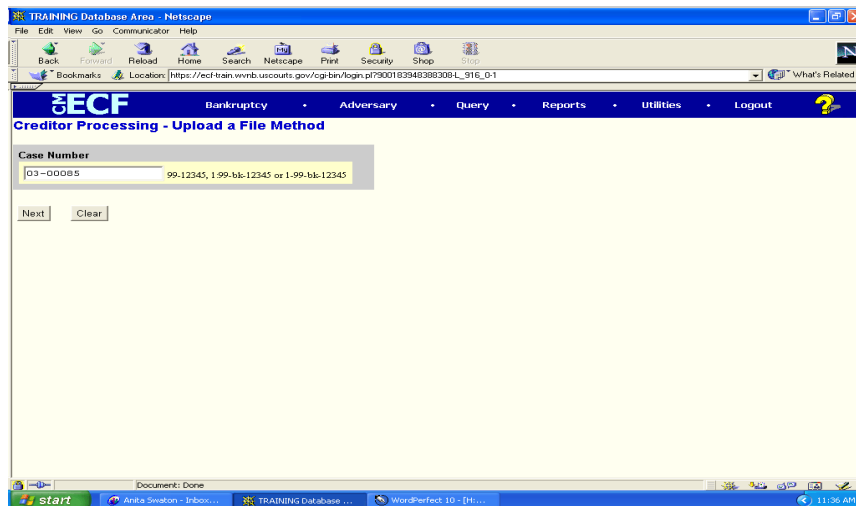 TRAINING Database Area - Netscape
File Edit View Go Communicator Help
Back Forward Reload Home Search Netscape Print Security Shop Stop
My
N
Bookmarks Location: https://ecf-train.wvnb.uscourts.gov/cgi-bin/login.pl?900183948388308-L_916_0-1 What's Related
CM ECF Bankruptcy • Adversary • Query • Reports • Utilities • Logout ?
Creditor Processing - Upload a File Method
Case Number
03-00085 99-12345, 1:99-bk-12345 or 1-99-bk-12345
Next Clear
Document: Done
start Anita Swaton - Inbox... TRAINING Database ... WordPerfect 10 - [H:... 11:36 AM